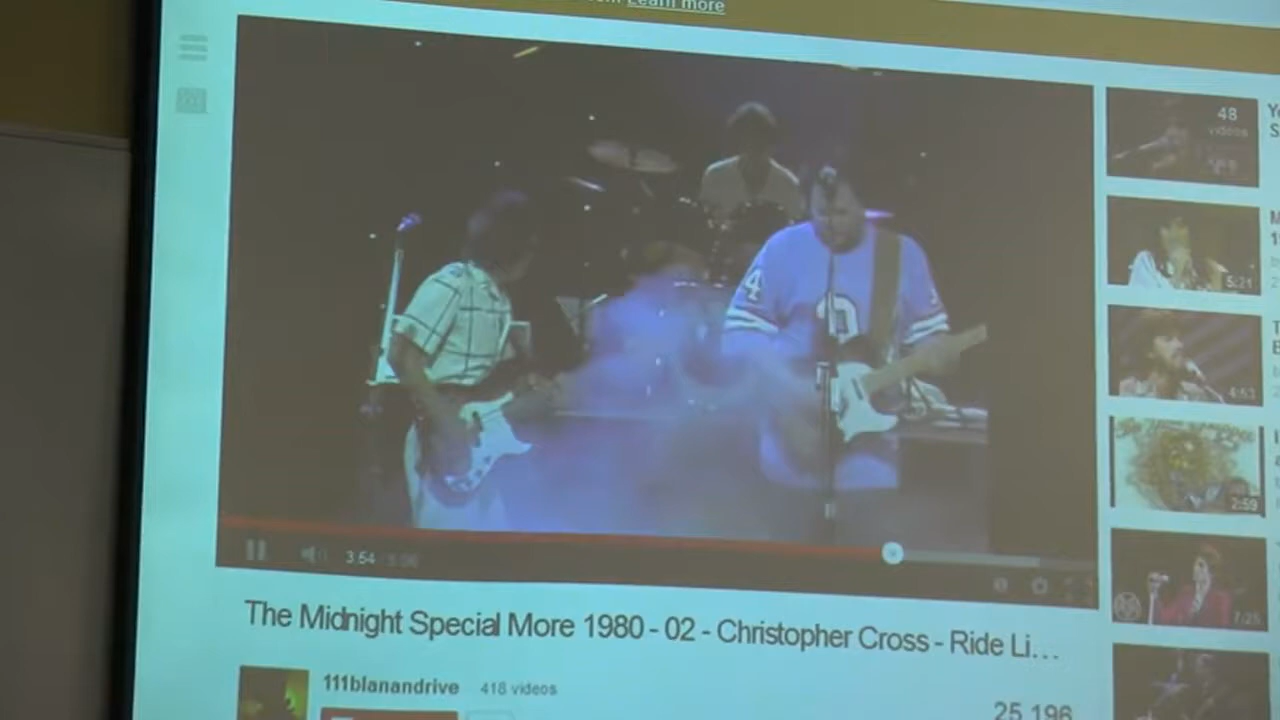 Learn more
48
videos
5:21
4:53
2:59
7:25
4
3:54
The Midnight Special More 1980 - 02 - Christopher Cross - Ride Li...
111blanandrive 418 videos
25,196